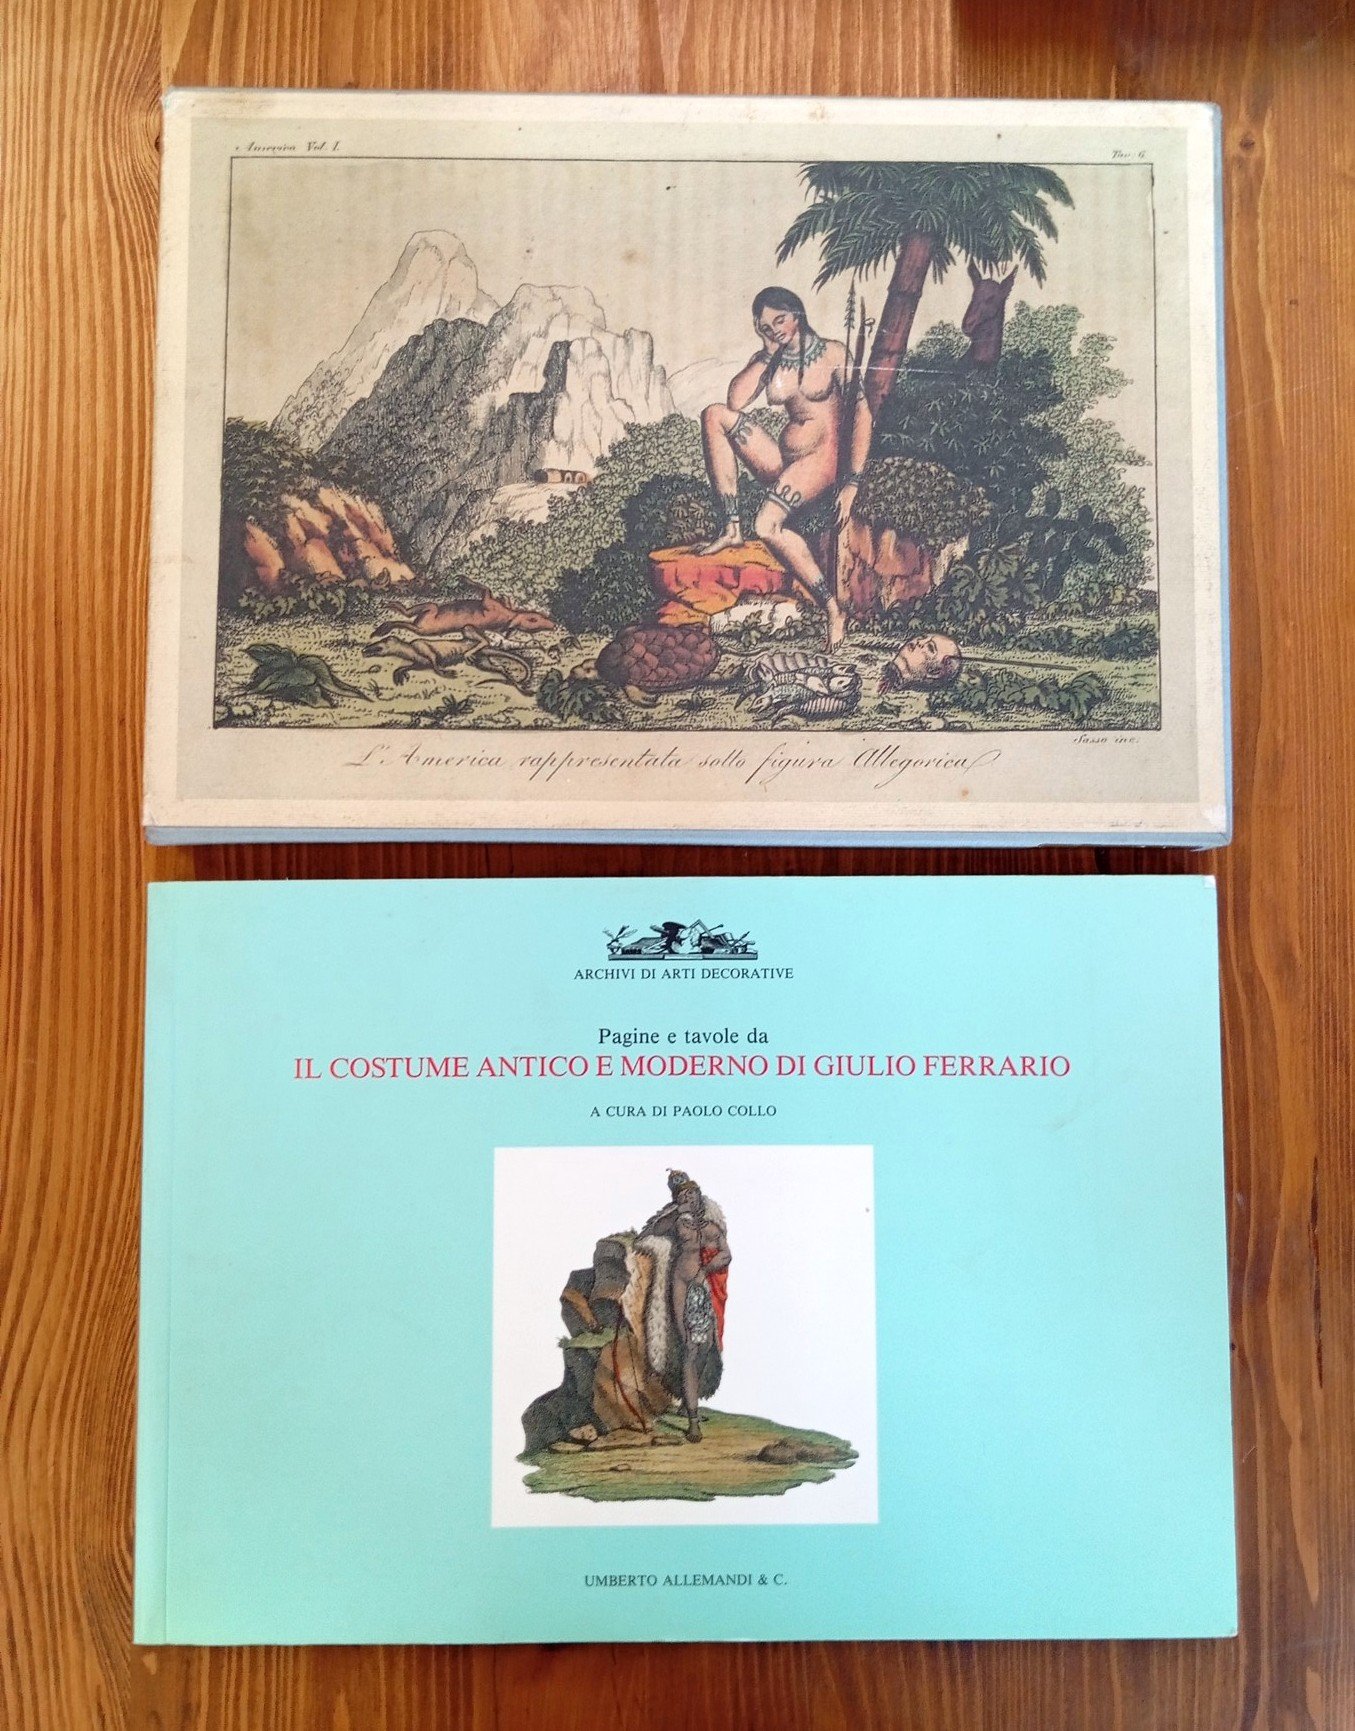 America Vol. I.
Tav. 6.
Sasso inc.
L'America rappresentata sotto figura Allegorica
ARCHIVI DI ARTI DECORATIVE
Pagine e tavole da
IL COSTUME ANTICO E MODERNO DI GIULIO FERRARIO
A CURA DI PAOLO COLLO
UMBERTO ALLEMANDI & C.